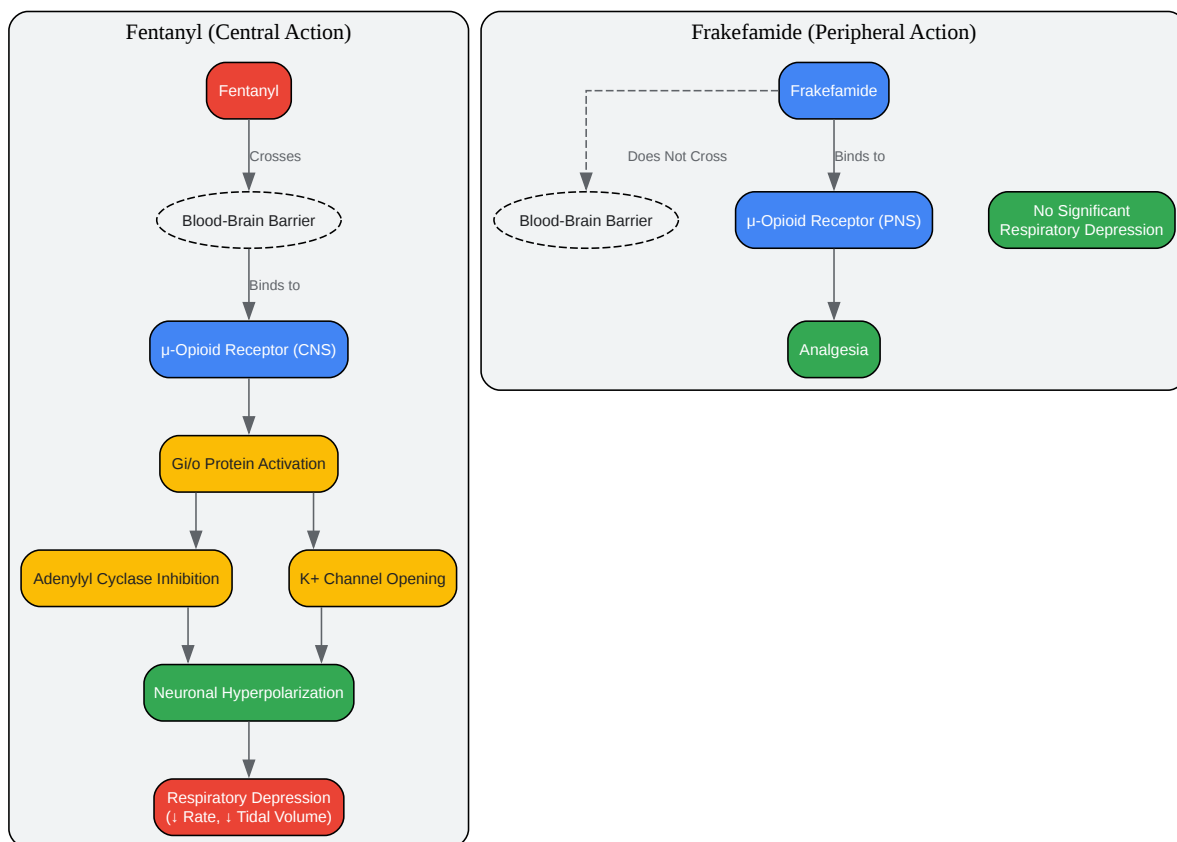 Fentanyl (Central Action)
Fentanyl
Crosses
Blood-Brain Barrier
Binds to
μ-Opioid Receptor (CNS)
Gi/o Protein Activation
Adenylyl Cyclase Inhibition
K+ Channel Opening
Neuronal Hyperpolarization
Respiratory Depression
(↓ Rate, ↓ Tidal Volume)
Frakefamide (Peripheral Action)
Frakefamide
Does Not Cross
Binds to
Blood-Brain Barrier
μ-Opioid Receptor (PNS)
No Significant
Respiratory Depression
Analgesia